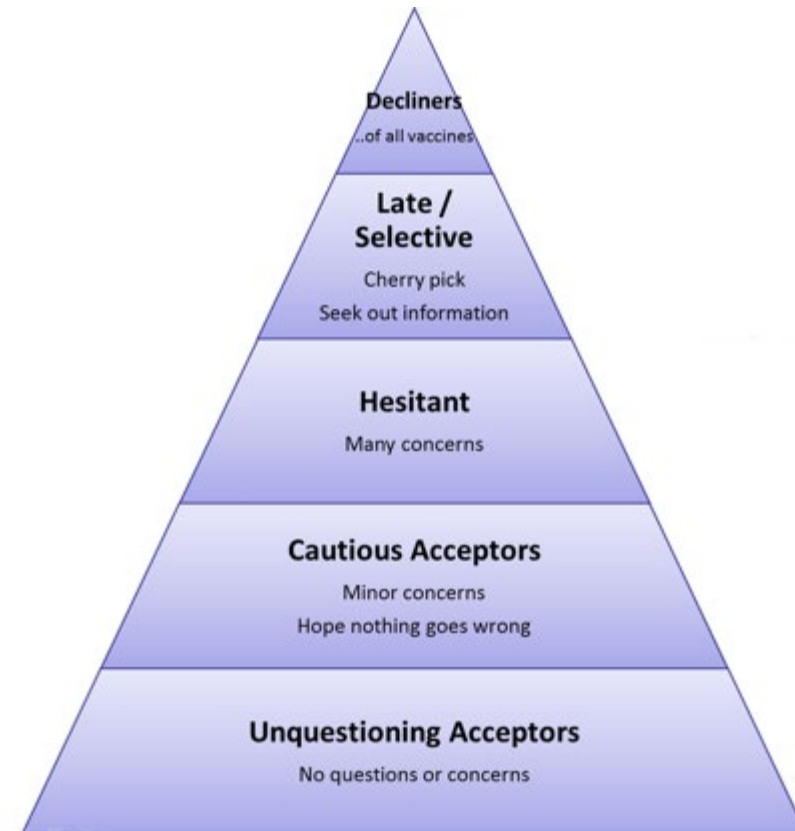 Decliners
..of all vaccines
Late /
Selective
Cherry pick
Seek out information
Hesitant
Many concerns
Cautious Acceptors
Minor concerns
Hope nothing goes wrong
Unquestioning Acceptors
No questions or concerns